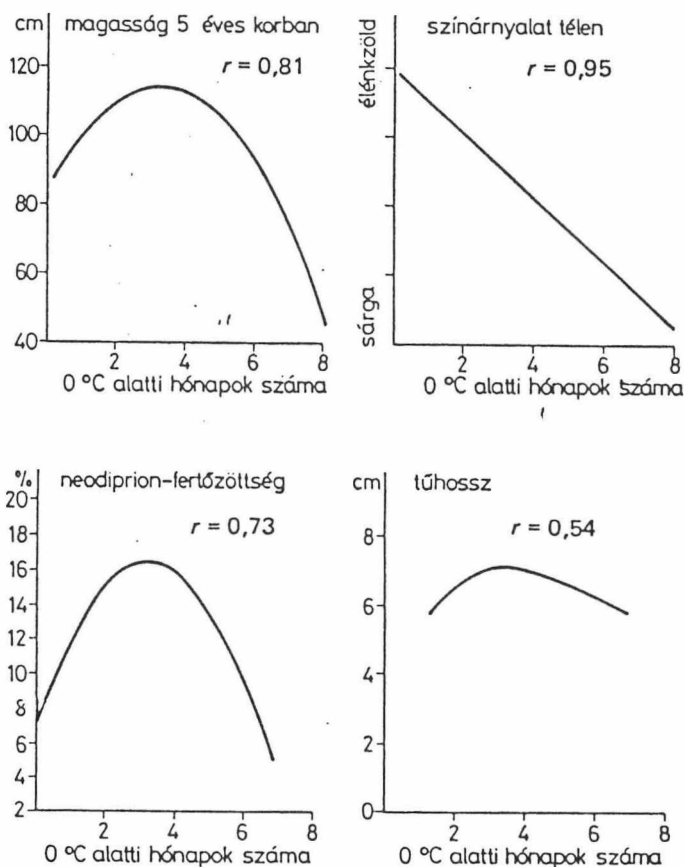 cm magasság 5 éves korban
r = 0,81
120
100
80
60
40
2 4 6 8
0 °C alatti hónapok száma
színárnyalat télen
r = 0,95
élénkzöld
sárga
2 4 6 8
0 °C alatti hónapok száma
% neodiprion-fertőzöttség
r = 0,73
20
18
16
14
12
10
8
6
4
2
0 2 4 6 8
0 °C alatti hónapok száma
cm tűhossz
r = 0,54
8
6
4
2
0
2 4 6 8
0 °C alatti hónapok száma